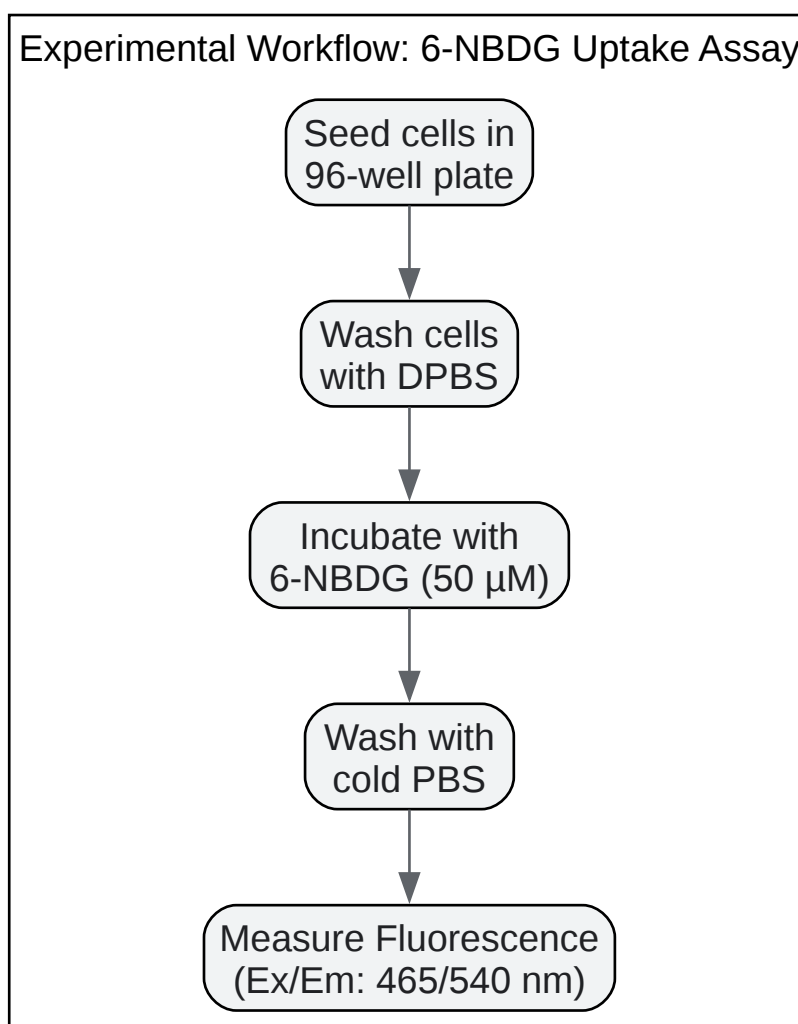 Experimental Workflow: 6-NBDG Uptake Assay
Seed cells in
96-well plate
Wash cells
with DPBS
Incubate with
6-NBDG (50 µM)
Wash with
cold PBS
Measure Fluorescence
(Ex/Em: 465/540 nm)